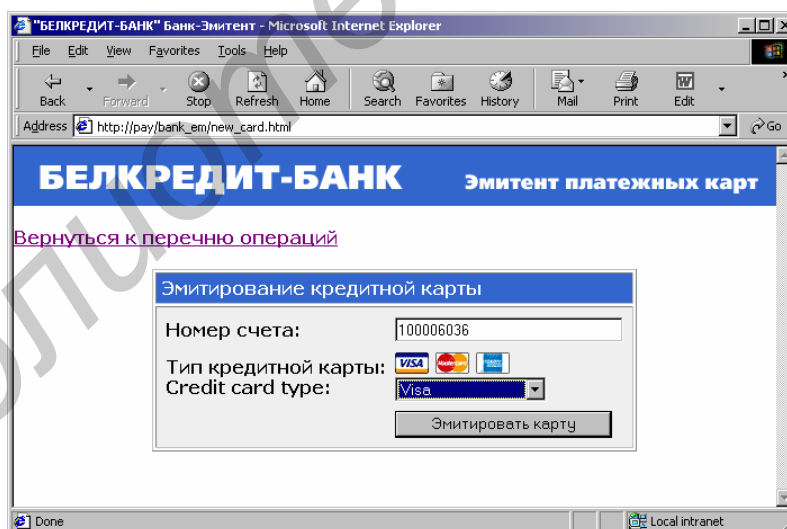 "БЕЛКРЕДИТ-БАНК" Банк-Эмитент - Microsoft Internet Explorer
File Edit View Favorites Tools Help
Back Forward Stop Refresh Home Search Favorites History Mail Print Edit
Address http://pay/bank_em/new_card.html Go
БЕЛКРЕДИТ-БАНК Эмитент платежных карт
Вернуться к перечню операций
Эмитирование кредитной карты
Номер счета: 100006036
Тип кредитной карты: VISA MasterCard
Credit card type: Visa
Эмитировать карту
Done Local intranet